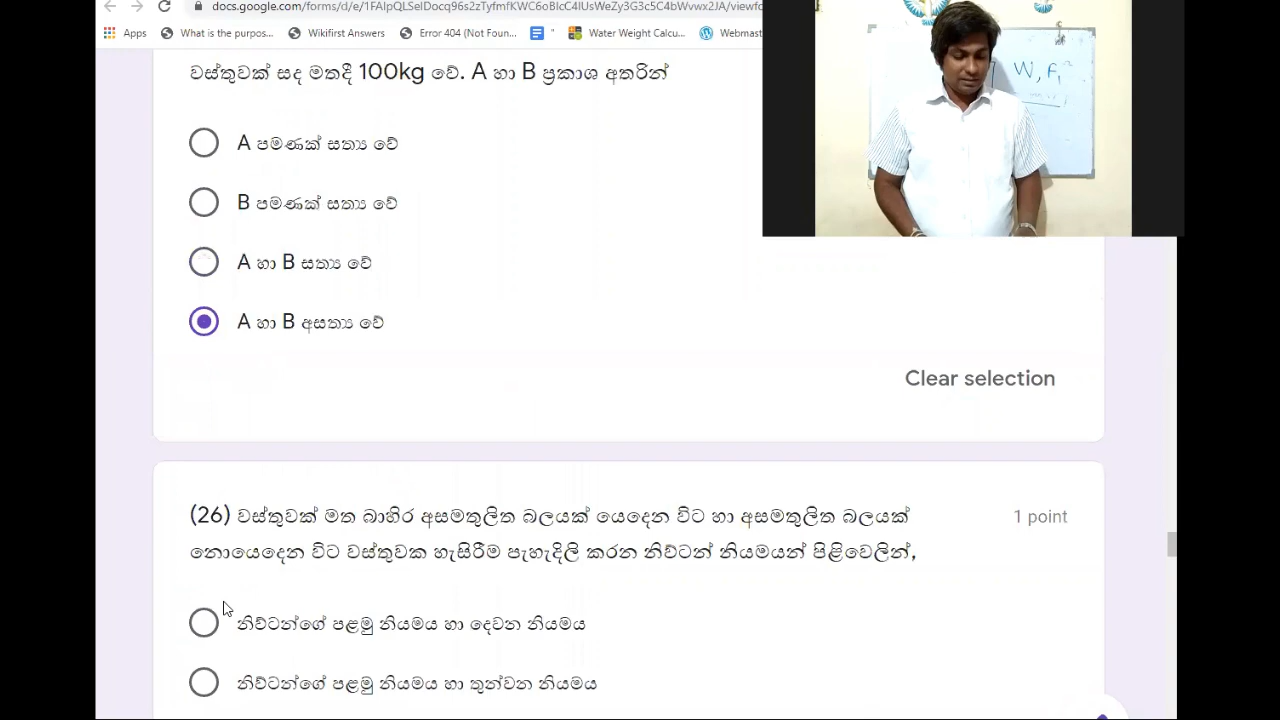 docs.google.com/forms/d/e/1FAIpQLSelDocq96s2zTyfmfKWC6oBlcC4IUsWeZy3G3c5C4bWvwx2JA/viewfo
Apps What is the purpos... Wikifirst Answers Error 404 (Not Foun... Water Weight Calcu... Webmast
W, F₁
වස්තුවක් සඳ මතදී 100kg වේ. A හා B ප්‍රකාශ අතරින්
A පමණක් සත්‍ය වේ
B පමණක් සත්‍ය වේ
A හා B සත්‍ය වේ
A හා B අසත්‍ය වේ
Clear selection
(26) වස්තුවක් මත බාහිර අසමතුලිත බලයක් යෙදෙන විට හා අසමතුලිත බලයක් 1 point
නොයෙදෙන විට වස්තුවක හැසිරීම පැහැදිලි කරන නිව්ටන් නියමයන් පිළිවෙලින්,
නිව්ටන්ගේ පළමු නියමය හා දෙවන නියමය
නිව්ටන්ගේ පළමු නියමය හා තුන්වන නියමය